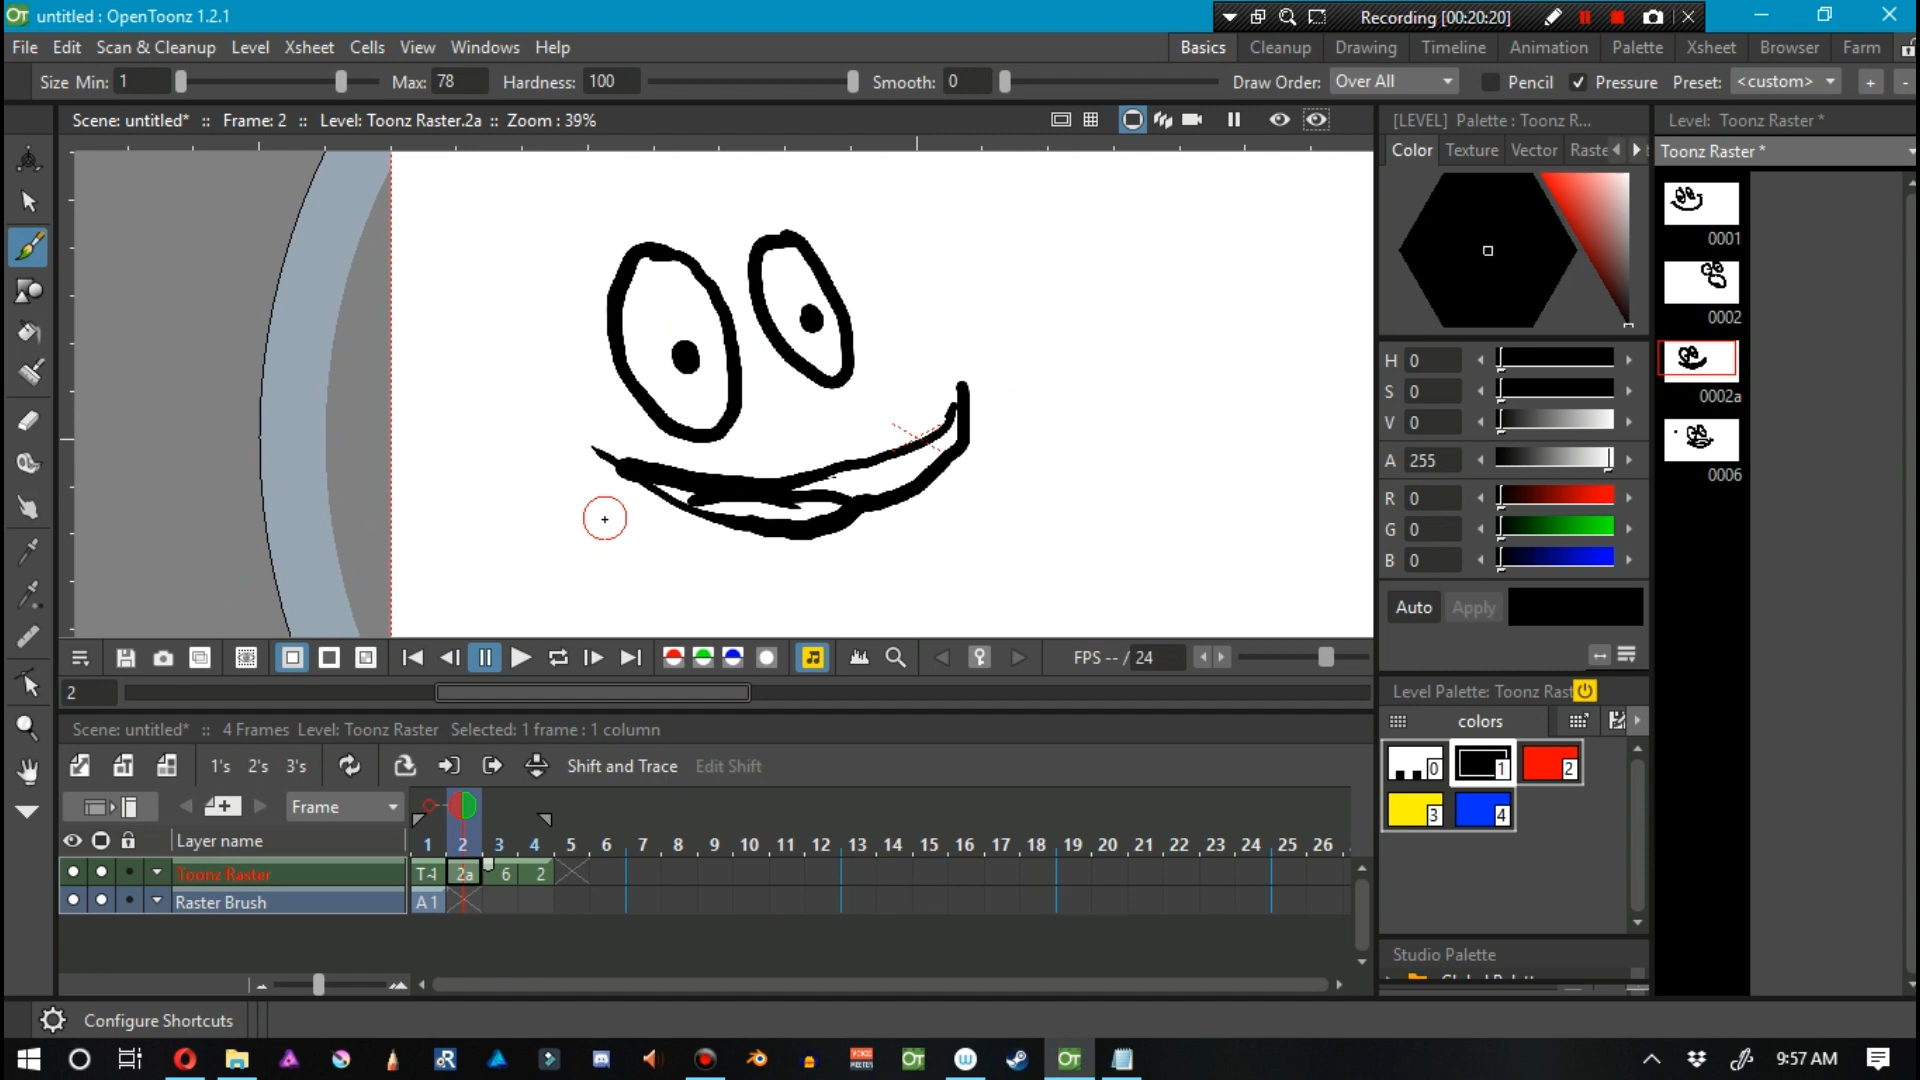 untitled : OpenToonz 1.2.1
Recording [00:20:20]
File Edit Scan & Cleanup Level Xsheet Cells View Windows Help
Basics Cleanup Drawing Timeline Animation Palette Xsheet Browser Farm
Size Min: 1 Max: 78 Hardness: 100 Smooth: 0 Draw Order: Over All Pencil Pressure Preset: <custom> + -
Scene: untitled* :: Frame: 2 :: Level: Toonz Raster.2a :: Zoom : 39%
[LEVEL] Palette : Toonz R...
Level: Toonz Raster *
Color Texture Vector Raste
Toonz Raster *
0001
0002
0002a
0006
H 0
S 0
V 0
A 255
R 0
G 0
B 0
Auto Apply
FPS -- / 24
2
Level Palette: Toonz Rast
colors
0 1 2
3 4
Scene: untitled* :: 4 Frames Level: Toonz Raster Selected: 1 frame : 1 column
1's 2's 3's Shift and Trace Edit Shift
Frame
Layer name
1 2 3 4 5 6 7 8 9 10 11 12 13 14 15 16 17 18 19 20 21 22 23 24 25 26
Toonz Raster T-1 2a 6 2
Raster Brush A 1
Studio Palette
Configure Shortcuts
9:57 AM